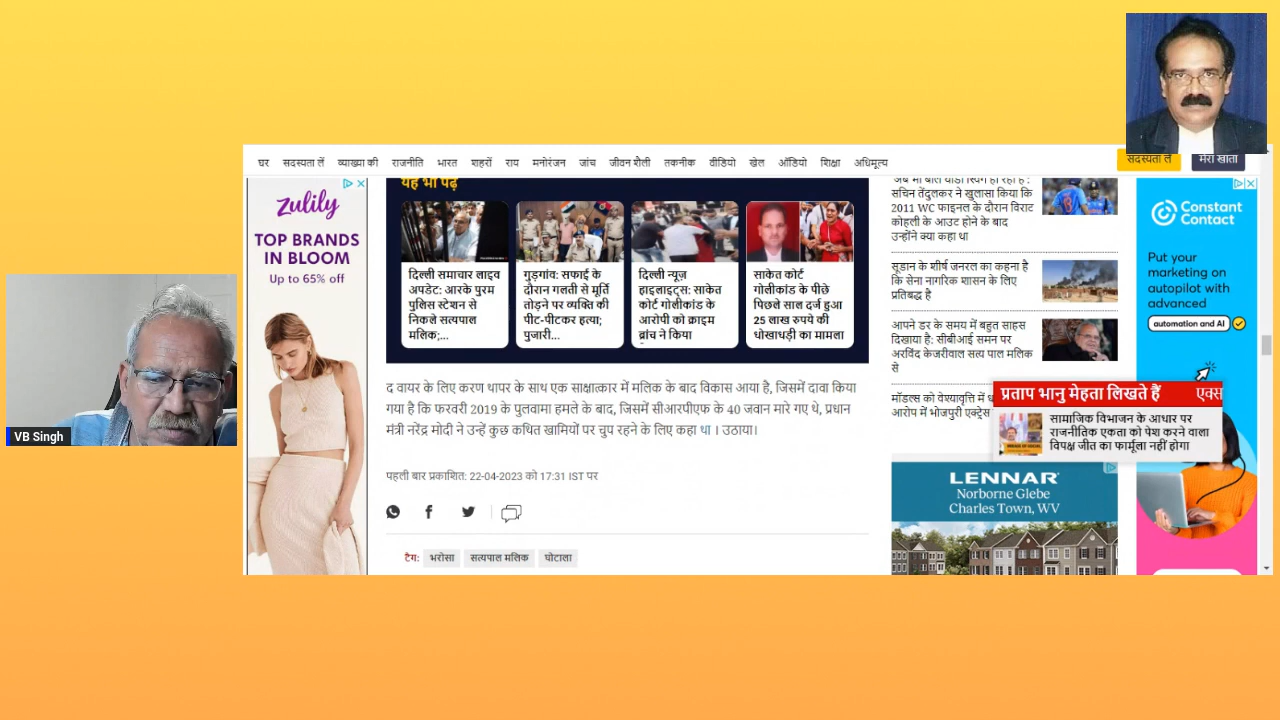 घर सदस्यता लें व्याख्या की राजनीति भारत शहरों राय मनोरंजन जांच जीवन शैली तकनीक वीडियो खेल ऑडियो शिक्षा अधिमूल्य
सदस्यता लें मेरा खाता
zulily
TOP BRANDS
IN BLOOM
Up to 65% off
VB Singh
यह भी पढ़ें
दिल्ली समाचार लाइव
अपडेट: आरके पुरम
पुलिस स्टेशन से
निकले सत्यपाल
मलिक;...
गुड़गांव: सफाई के
दौरान गलती से मूर्ति
तोड़ने पर व्यक्ति की
पीट-पीटकर हत्या;
पुजारी...
दिल्ली न्यूज़
हाइलाइट्स: साकेत
कोर्ट गोलीकांड के
आरोपी को क्राइम
ब्रांच ने किया
साकेत कोर्ट
गोलीकांड के पीछे
पिछले साल दर्ज हुआ
25 लाख रुपये की
धोखाधड़ी का मामला
द वायर के लिए करण थापर के साथ एक साक्षात्कार में मलिक के बाद विकास आया है, जिसमें दावा किया
गया है कि फरवरी 2019 के पुलवामा हमले के बाद, जिसमें सीआरपीएफ के 40 जवान मारे गए थे, प्रधान
मंत्री नरेंद्र मोदी ने उन्हें कुछ कथित खामियों पर चुप रहने के लिए कहा था । उठाया।
पहली बार प्रकाशित: 22-04-2023 को 17:31 IST पर
टैग: भरोसा सत्यपाल मलिक घोटाला
सचिन तेंदुलकर ने खुलासा किया कि
2011 WC फाइनल के दौरान विराट
कोहली के आउट होने के बाद
उन्होंने क्या कहा था
सूडान के शीर्ष जनरल का कहना है
कि सेना नागरिक शासन के लिए
प्रतिबद्ध है
आपने डर के समय में बहुत साहस
दिखाया है: सीबीआई समन पर
अरविंद केजरीवाल सत्य पाल मलिक
से
मॉडल्स को वेश्यावृत्ति में
आरोप में भोजपुरी एक्ट्रेस
प्रताप भानु मेहता लिखते हैं एक्स
सामाजिक विभाजन के आधार पर
राजनीतिक एकता को पेश करने वाला
विपक्ष जीत का फार्मूला नहीं होगा
LENNAR
Norborne Glebe
Charles Town, WV
Constant
Contact
Put your
marketing on
autopilot with
advanced
automation and AI